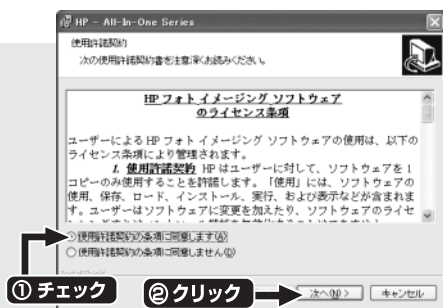 HP - All-In-One Series
使用許諾契約
次の使用許諾契約書を注意深くお読みください。
HP フォト イメージング ソフトウェア
のライセンス条項
ユーザーによる HP フォト イメージング ソフトウェアの使用は、以下の
ライセンス条項により管理されます。
1. 使用許諾契約 HP はユーザーに対して、ソフトウェアを 1
コピーのみ使用することを許諾します。「使用」には、ソフトウェアの
使用、保存、ロード、インストール、実行、および表示などが含まれま
す。ユーザーはソフトウェアに変更を加えたり、ソフトウェアのライセ
使用許諾契約の条項に同意します(A)
使用許諾契約の条項に同意しません(D)
① チェック
② クリック
次へ(N) >
キャンセル